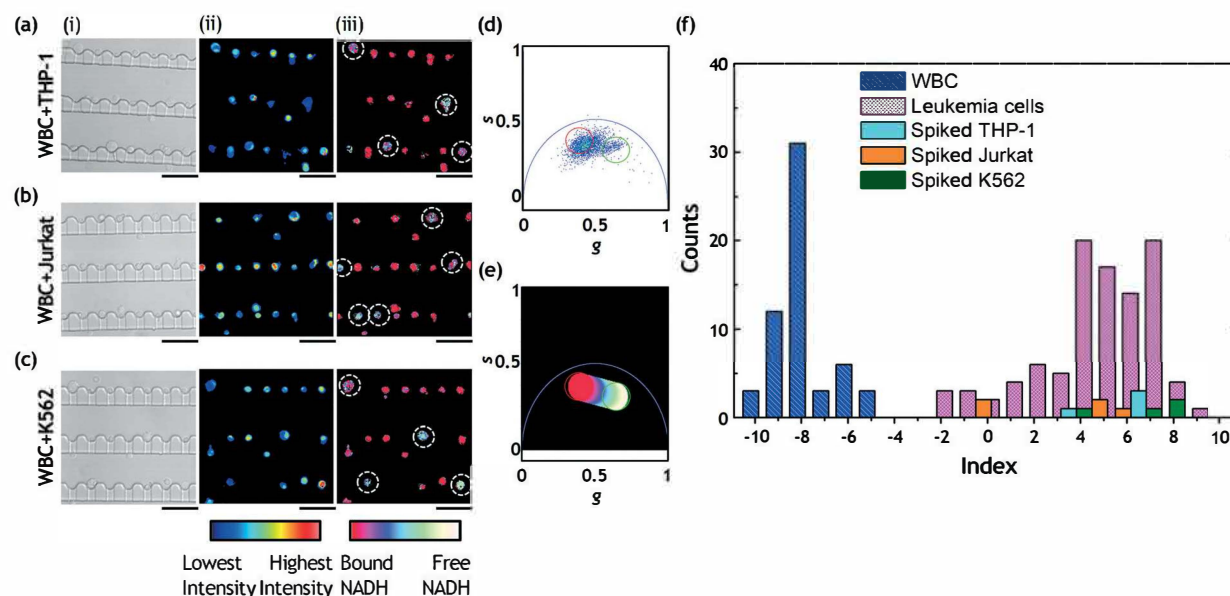 (a) (i) (ii) (iii)
WBC+THP-1
(b)
WBC+Jurkat
(c)
WBC+K562
Lowest Intensity Highest Intensity
Bound NADH Free NADH
(d)
1
s 0.5
0
0 0.5 1
g
(e)
1
s 0.5
0
0 0.5 1
g
(f)
40
30
20
10
0
Counts
WBC
Leukemia cells
Spiked THP-1
Spiked Jurkat
Spiked K562
-10 -8 -6 -4 -2 0 2 4 6 8 10
Index